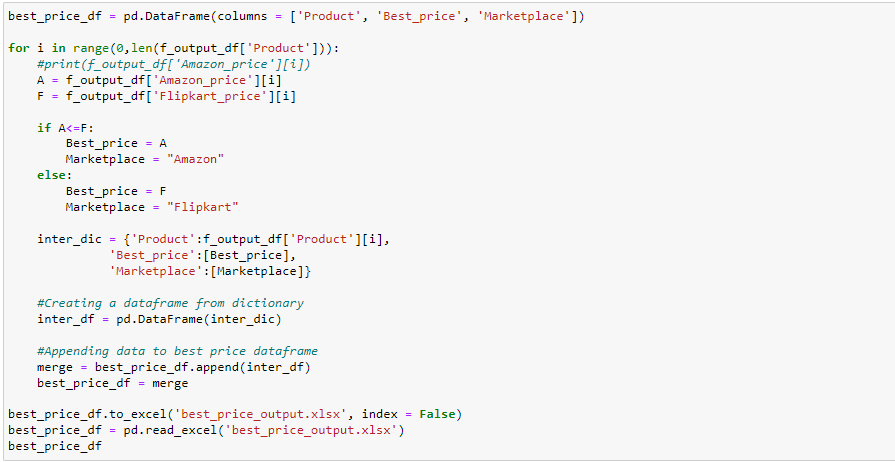 best_price_df = pd.DataFrame(columns = ['Product', 'Best_price', 'Marketplace'])
for i in range(0,len(f_output_df['Product'])):
    #print(f_output_df['Amazon_price'][i])
    A = f_output_df['Amazon_price'][i]
    F = f_output_df['Flipkart_price'][i]
    if A<=F:
        Best_price = A
        Marketplace = "Amazon"
    else:
        Best_price = F
        Marketplace = "Flipkart"
    inter_dic = {'Product':f_output_df['Product'][i],
              'Best_price':[Best_price],
              'Marketplace':[Marketplace]}
    #Creating a dataframe from dictionary
    inter_df = pd.DataFrame(inter_dic)
    #Appending data to best price dataframe
    merge = best_price_df.append(inter_df)
    best_price_df = merge
best_price_df.to_excel('best_price_output.xlsx', index = False)
best_price_df = pd.read_excel('best_price_output.xlsx')
best_price_df